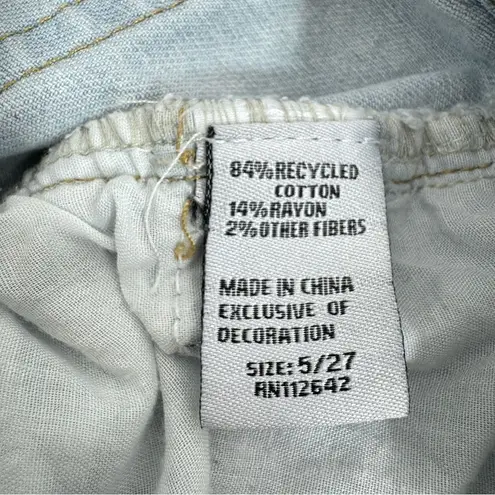 84% RECYCLED
COTTON
14% RAYON
2% OTHER FIBERS
MADE IN CHINA
EXCLUSIVE OF
DECORATION
SIZE: 5/27
RN112642